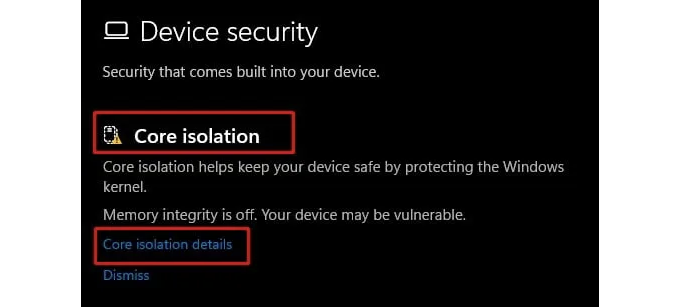 Device security
Security that comes built into your device.
Core isolation
Core isolation helps keep your device safe by protecting the Windows
kernel.
Memory integrity is off. Your device may be vulnerable.
Core isolation details
Dismiss